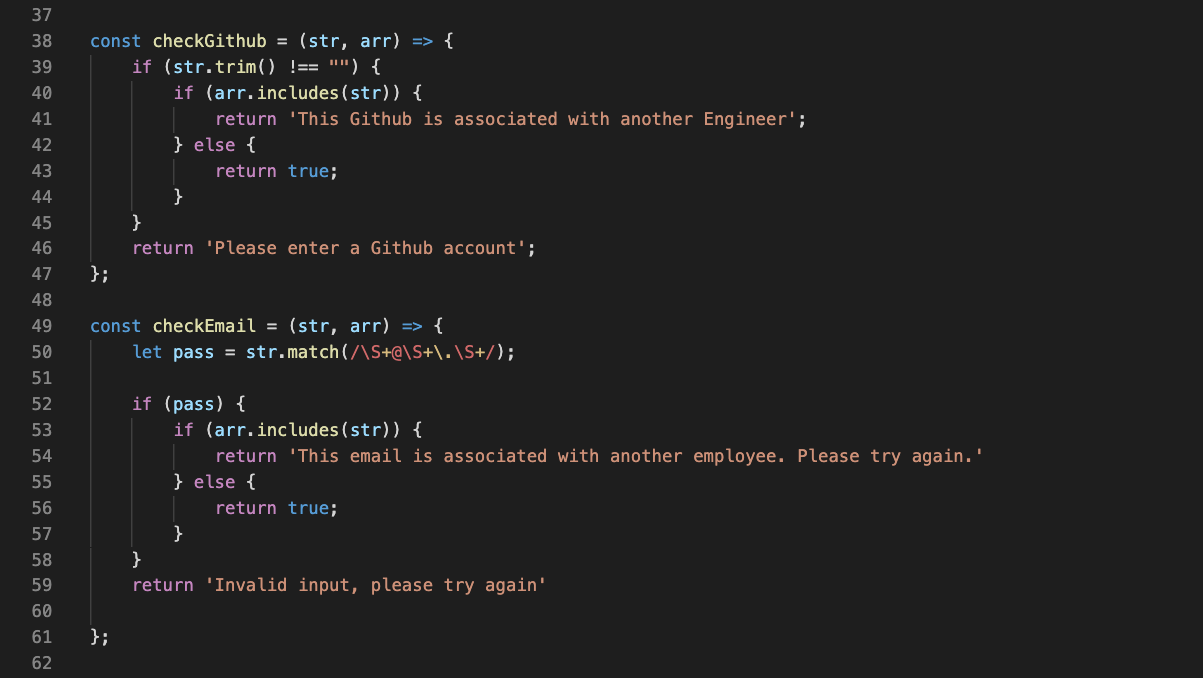 37
38 const checkGithub = (str, arr) => {
39     if (str.trim() !== "") {
40         if (arr.includes(str)) {
41             return 'This Github is associated with another Engineer';
42         } else {
43             return true;
44         }
45     }
46     return 'Please enter a Github account';
47 };
48
49 const checkEmail = (str, arr) => {
50     let pass = str.match(/\S+@\S+\.\S+/);
51
52     if (pass) {
53         if (arr.includes(str)) {
54             return 'This email is associated with another employee. Please try again.'
55         } else {
56             return true;
57         }
58     }
59     return 'Invalid input, please try again'
60
61 };
62